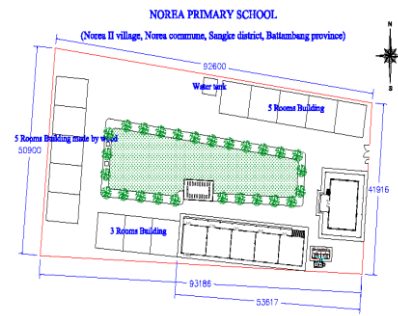 NOREA PRIMARY SCHOOL
(Norea II village, Norea commune, Sangke district, Battambang province)
N
S
92600
Water tank
5 Rooms Building
5 Rooms Building made by wood
50900
41916
3 Rooms Building
93186
53617